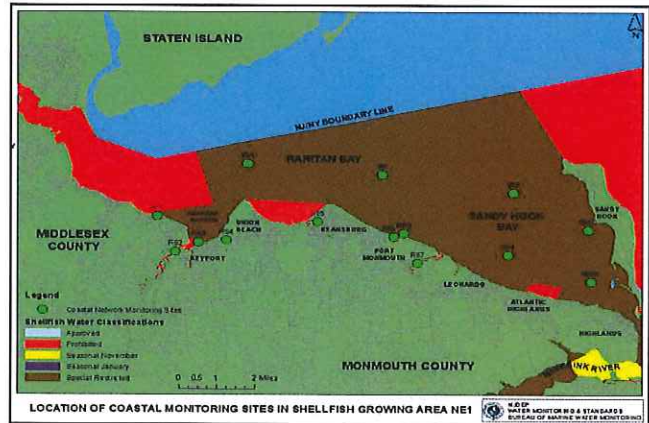 STATEN ISLAND
N
NJ/NY BOUNDARY LINE
RARITAN BAY
SANDY HOOK
BAY
SANDY
HOOK
UNION
BEACH
KEANSBURG
MIDDLESEX
COUNTY
KEYPORT
PORT
MONMOUTH
LEONARDO
ATLANTIC
HIGHLANDS
HIGHLANDS
MONMOUTH COUNTY
Legend
Coastal Network Monitoring Sites
Shellfish Water Classifications
Approved
Prohibited
Seasonal November
Seasonal January
Special Restricted
0 0.5 1 2 Miles
LOCATION OF COASTAL MONITORING SITES IN SHELLFISH GROWING AREA NE1
NJDEP
WATER MONITORING & STANDARDS
BUREAU OF MARINE WATER MONITORING